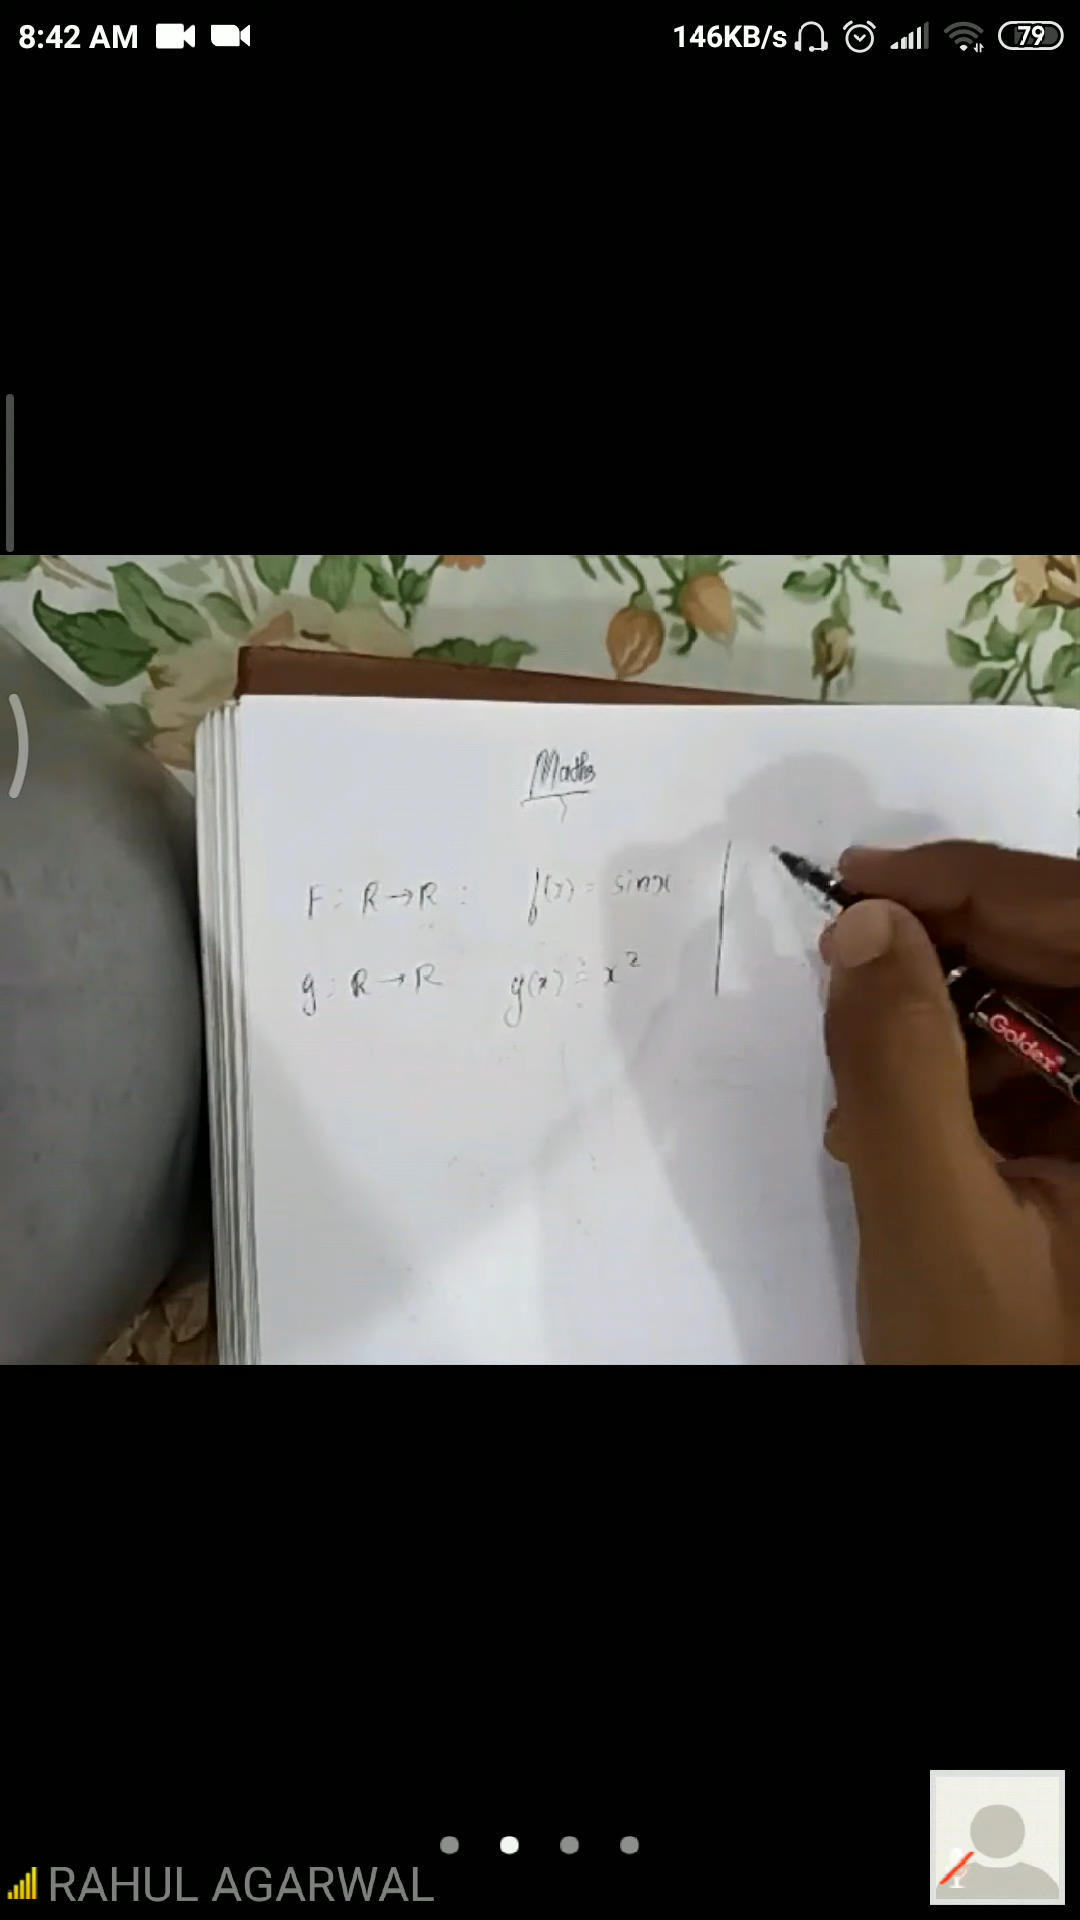 8:42 AM 146KB/s 79
Maths
F : R → R : f(x) = sinx
g : R → R g(x) = x²
Goldex
RAHUL AGARWAL